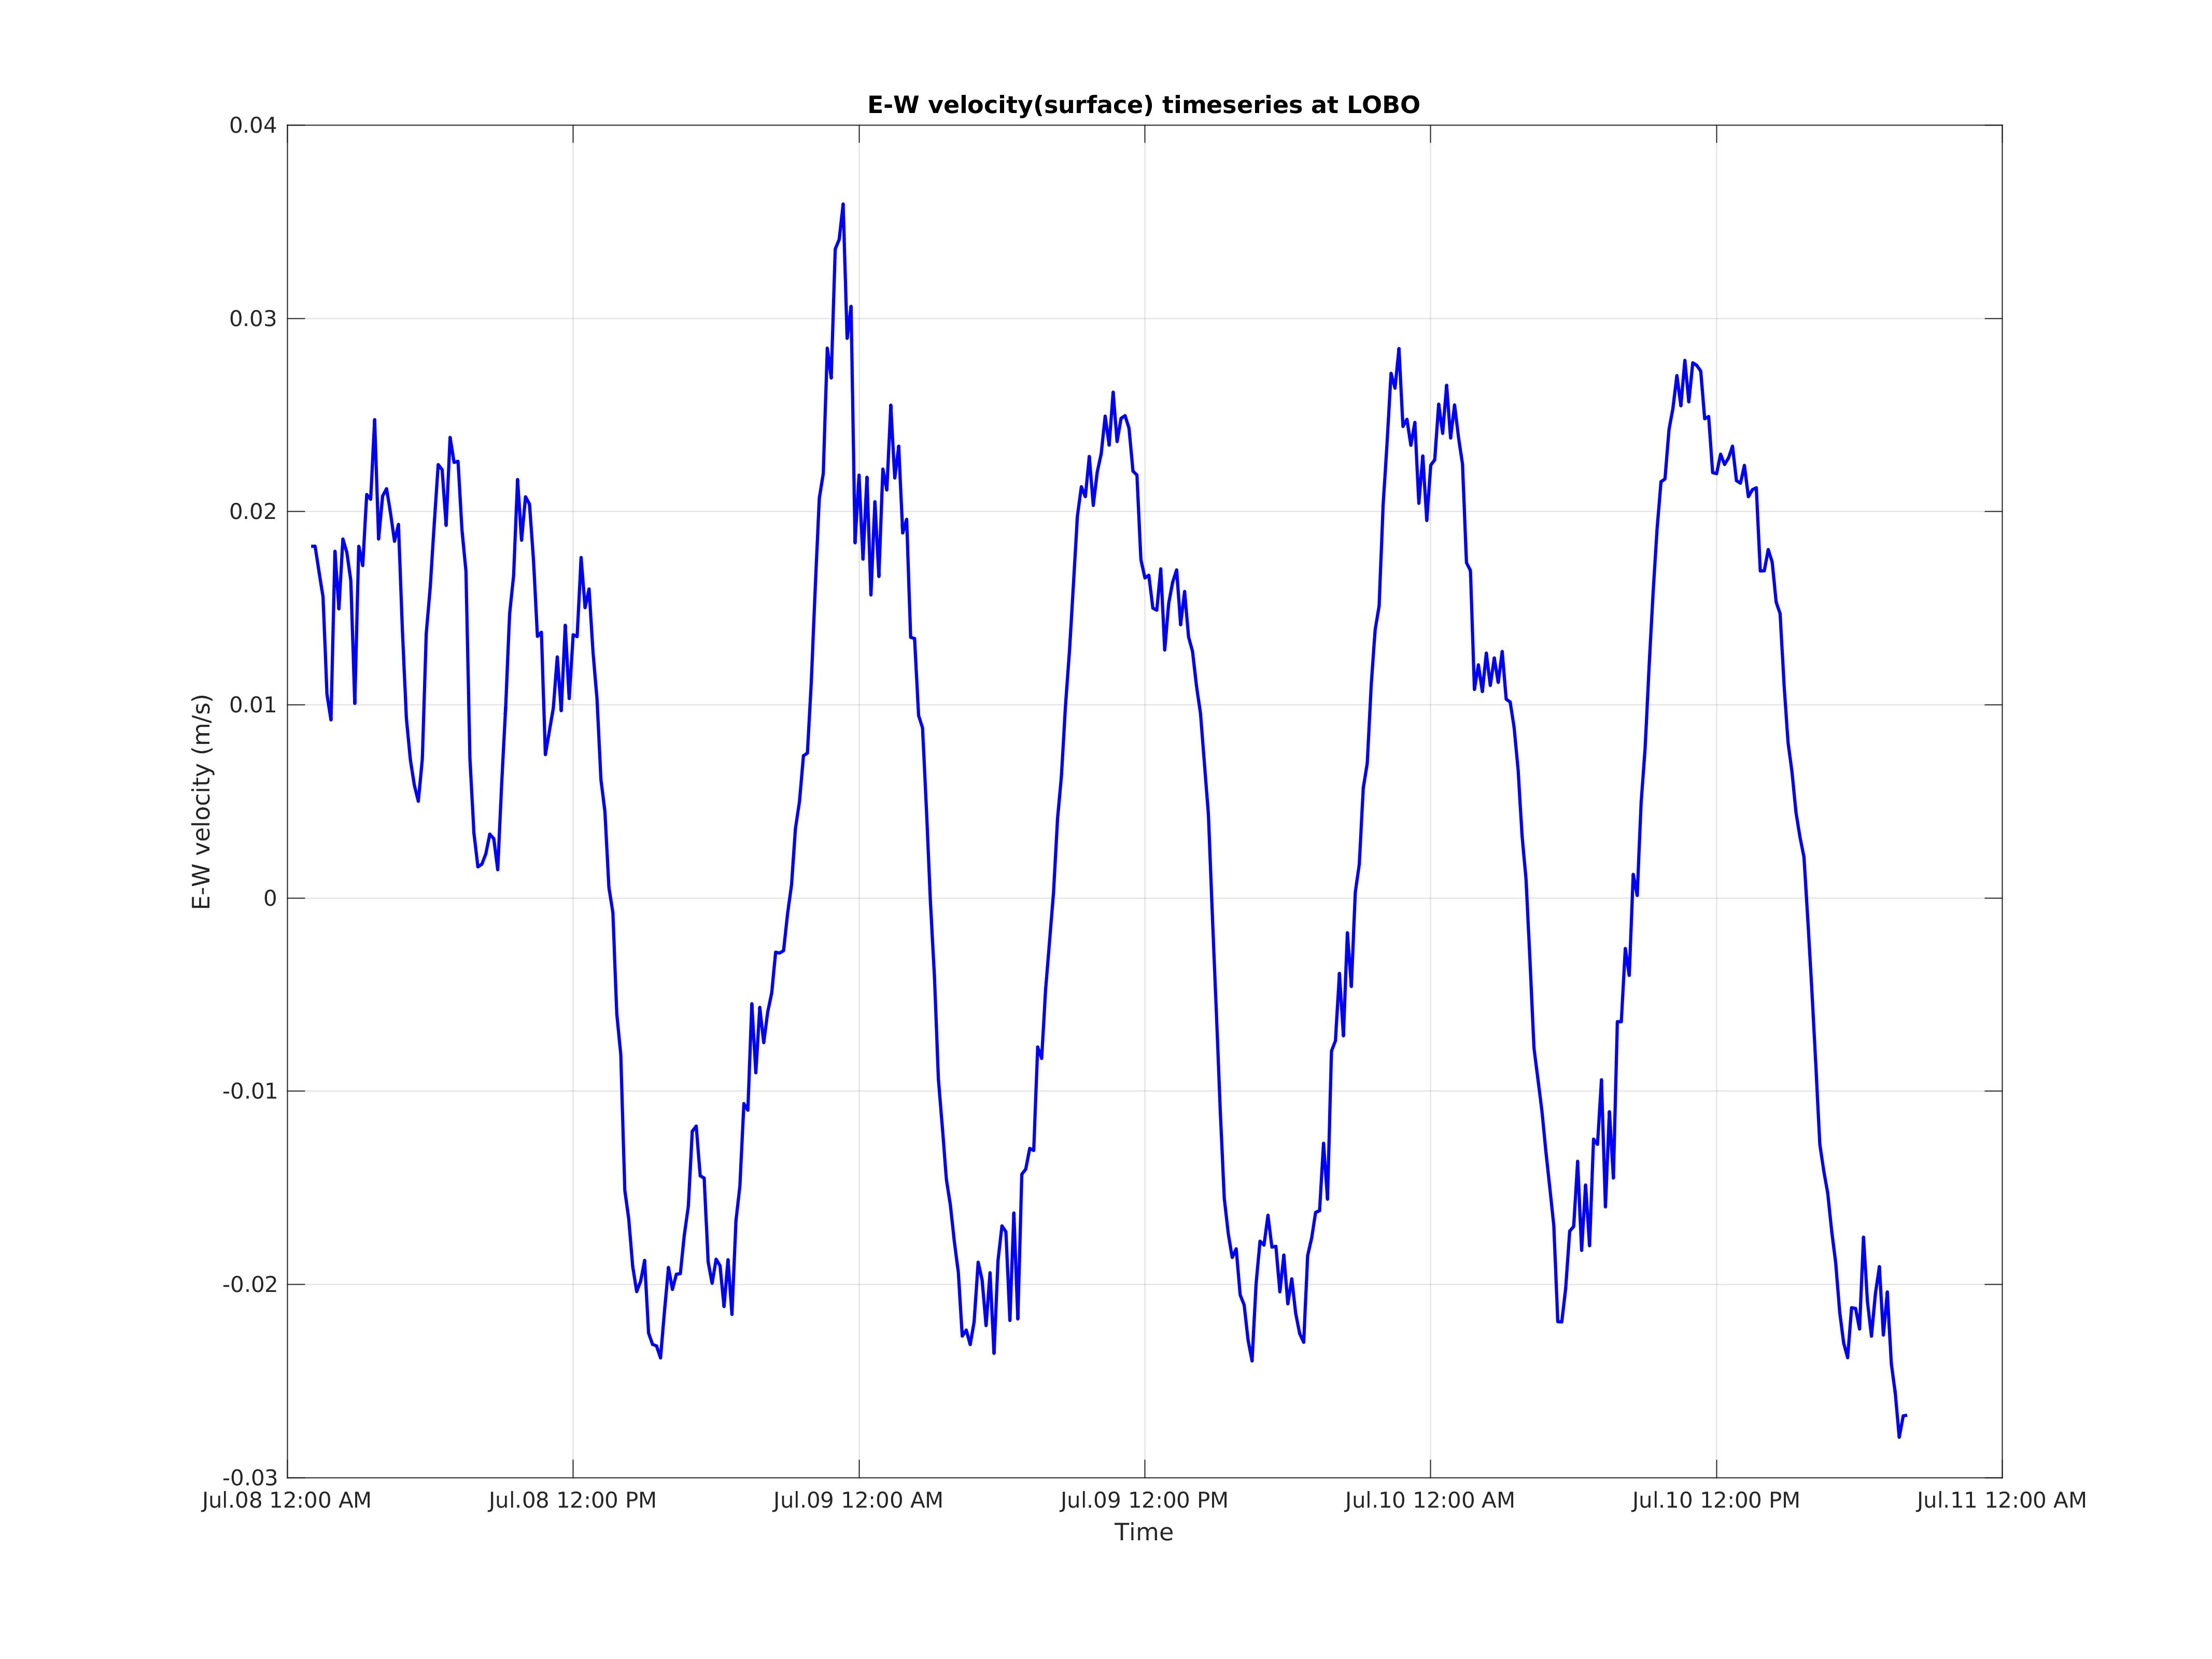 E-W velocity(surface) timeseries at LOBO
0.04
0.03
0.02
0.01
0
-0.01
-0.02
-0.03
E-W velocity (m/s)
Jul.08 12:00 AM Jul.08 12:00 PM Jul.09 12:00 AM Jul.09 12:00 PM Jul.10 12:00 AM Jul.10 12:00 PM Jul.11 12:00 AM
Time